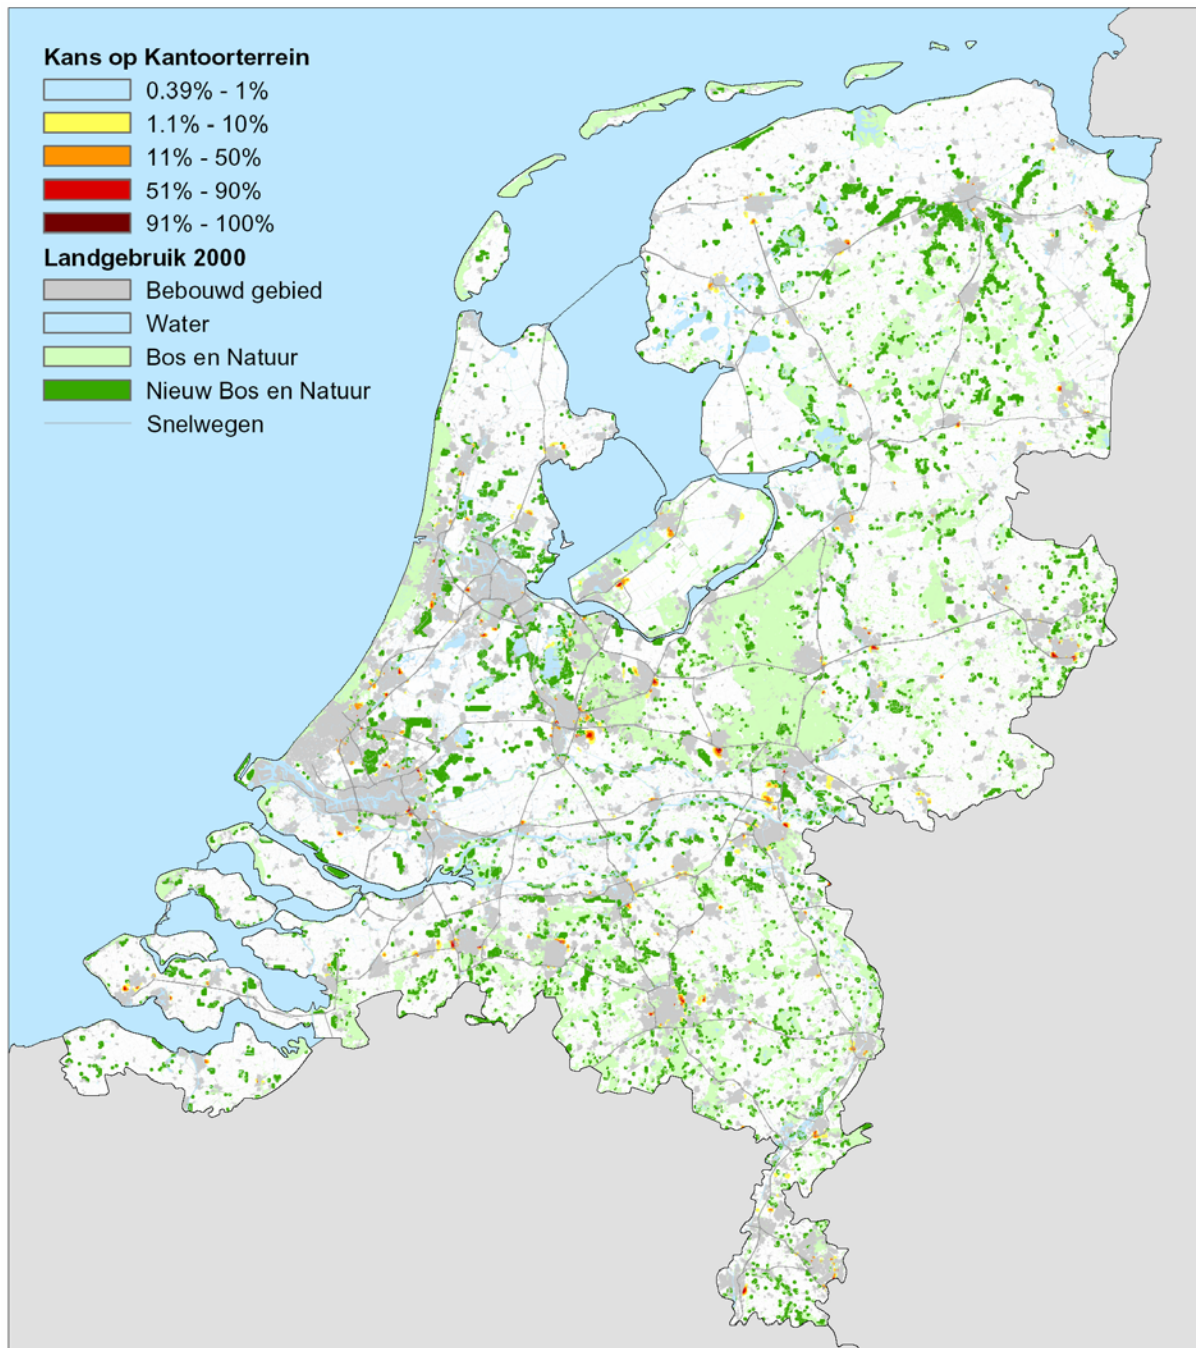 Kans op Kantoorterrein
0.39% - 1%
1.1% - 10%
11% - 50%
51% - 90%
91% - 100%
Landgebruik 2000
Bebouwd gebied
Water
Bos en Natuur
Nieuw Bos en Natuur
Snelwegen